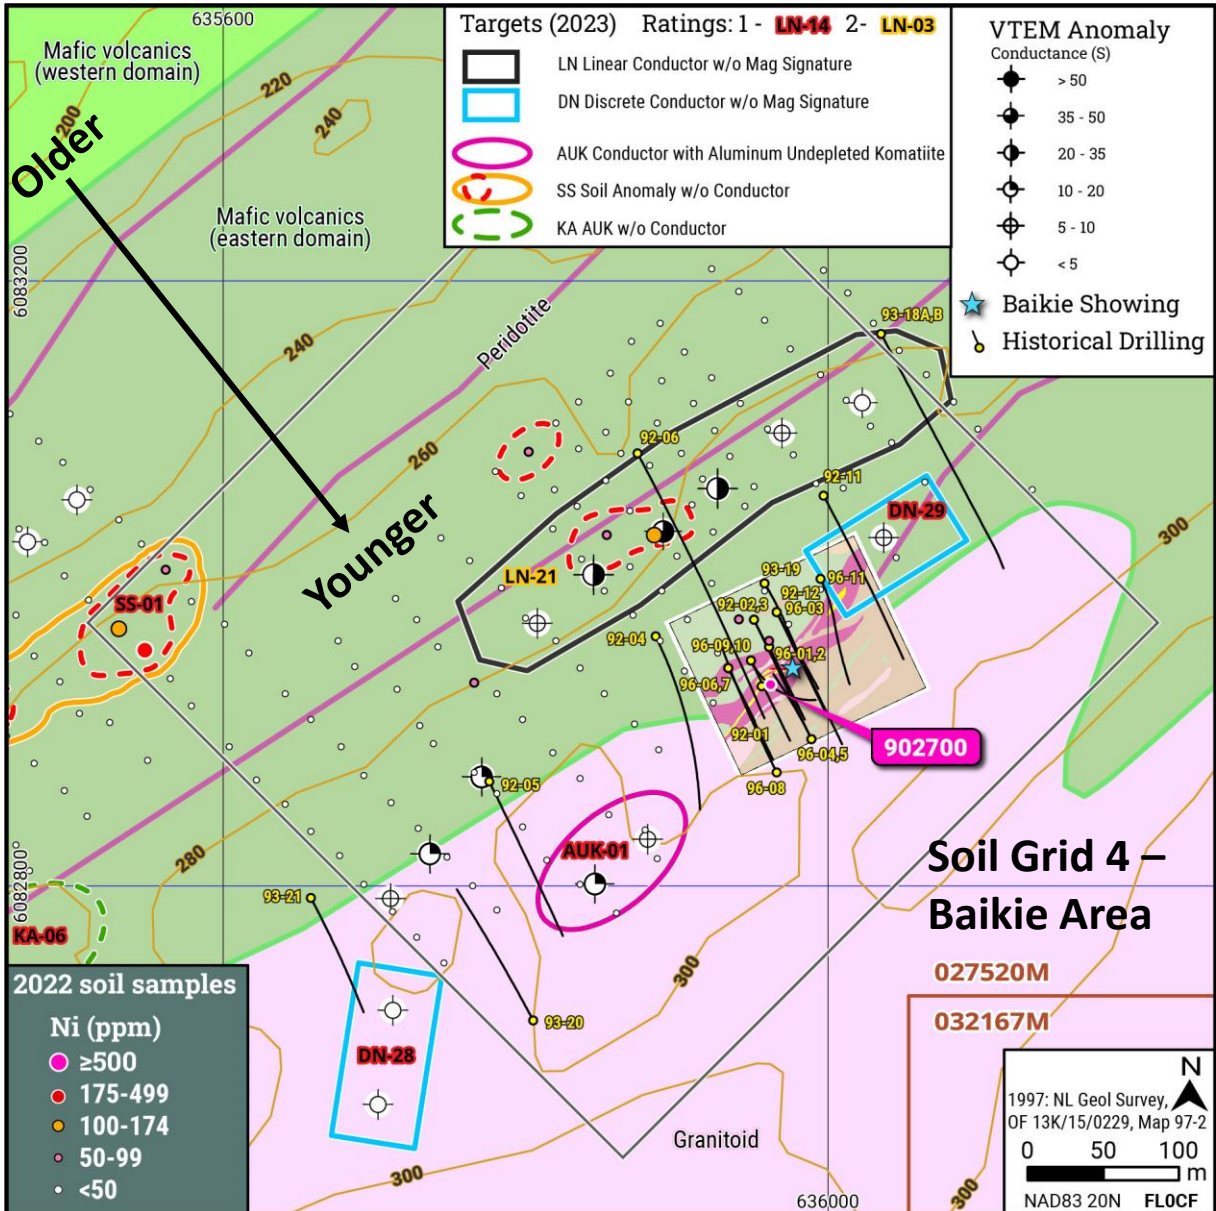 635600
Mafic volcanics
(western domain)
220
200
240
Older
Mafic volcanics
(eastern domain)
6083200
240
Peridotite
260
Younger
Targets (2023) Ratings: 1 - LN-14 2- LN-03
LN Linear Conductor w/o Mag Signature
DN Discrete Conductor w/o Mag Signature
AUK Conductor with Aluminum Undepleted Komatiite
SS Soil Anomaly w/o Conductor
KA AUK w/o Conductor
VTEM Anomaly
Conductance (S)
> 50
35 - 50
20 - 35
10 - 20
5 - 10
< 5
Baikie Showing
Historical Drilling
93-18A,B
92-06
92-11
DN-29
300
LN-21
SS-01
93-19
96-11
92-12
92-02,3
96-03
92-04
96-09,10
96-01,2
96-06,7
92-01
96-04,5
902700
96-08
92-05
AUK-01
280
6082800
93-21
KA-06
Soil Grid 4 –
Baikie Area
300
027520M
032167M
93-20
DN-28
Granitoid
300
300
636000
2022 soil samples
Ni (ppm)
≥500
175-499
100-174
50-99
<50
N
1997: NL Geol Survey,
OF 13K/15/0229, Map 97-2
0 50 100
m
NAD83 20N FL0CF